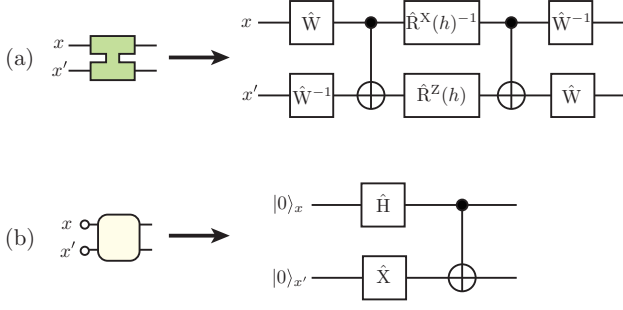 (a) x x′ x Ŵ R̂ˣ(h)⁻¹ Ŵ⁻¹
x′ Ŵ⁻¹ R̂ᶻ(h) Ŵ
(b) x x′ |0⟩ₓ Ĥ
|0⟩ₓ′ X̂